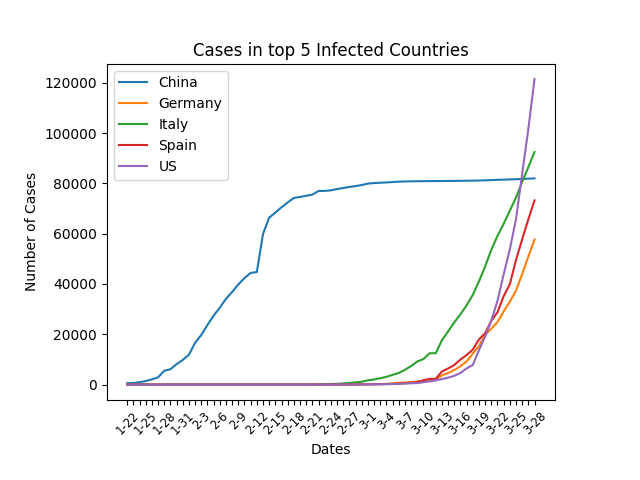 Cases in top 5 Infected Countries
China
Germany
Italy
Spain
US
Number of Cases
120000
100000
80000
60000
40000
20000
0
1-22 1-25 1-28 1-31 2-3 2-6 2-9 2-12 2-15 2-18 2-21 2-24 2-27 3-1 3-4 3-7 3-10 3-13 3-16 3-19 3-22 3-25 3-28
Dates